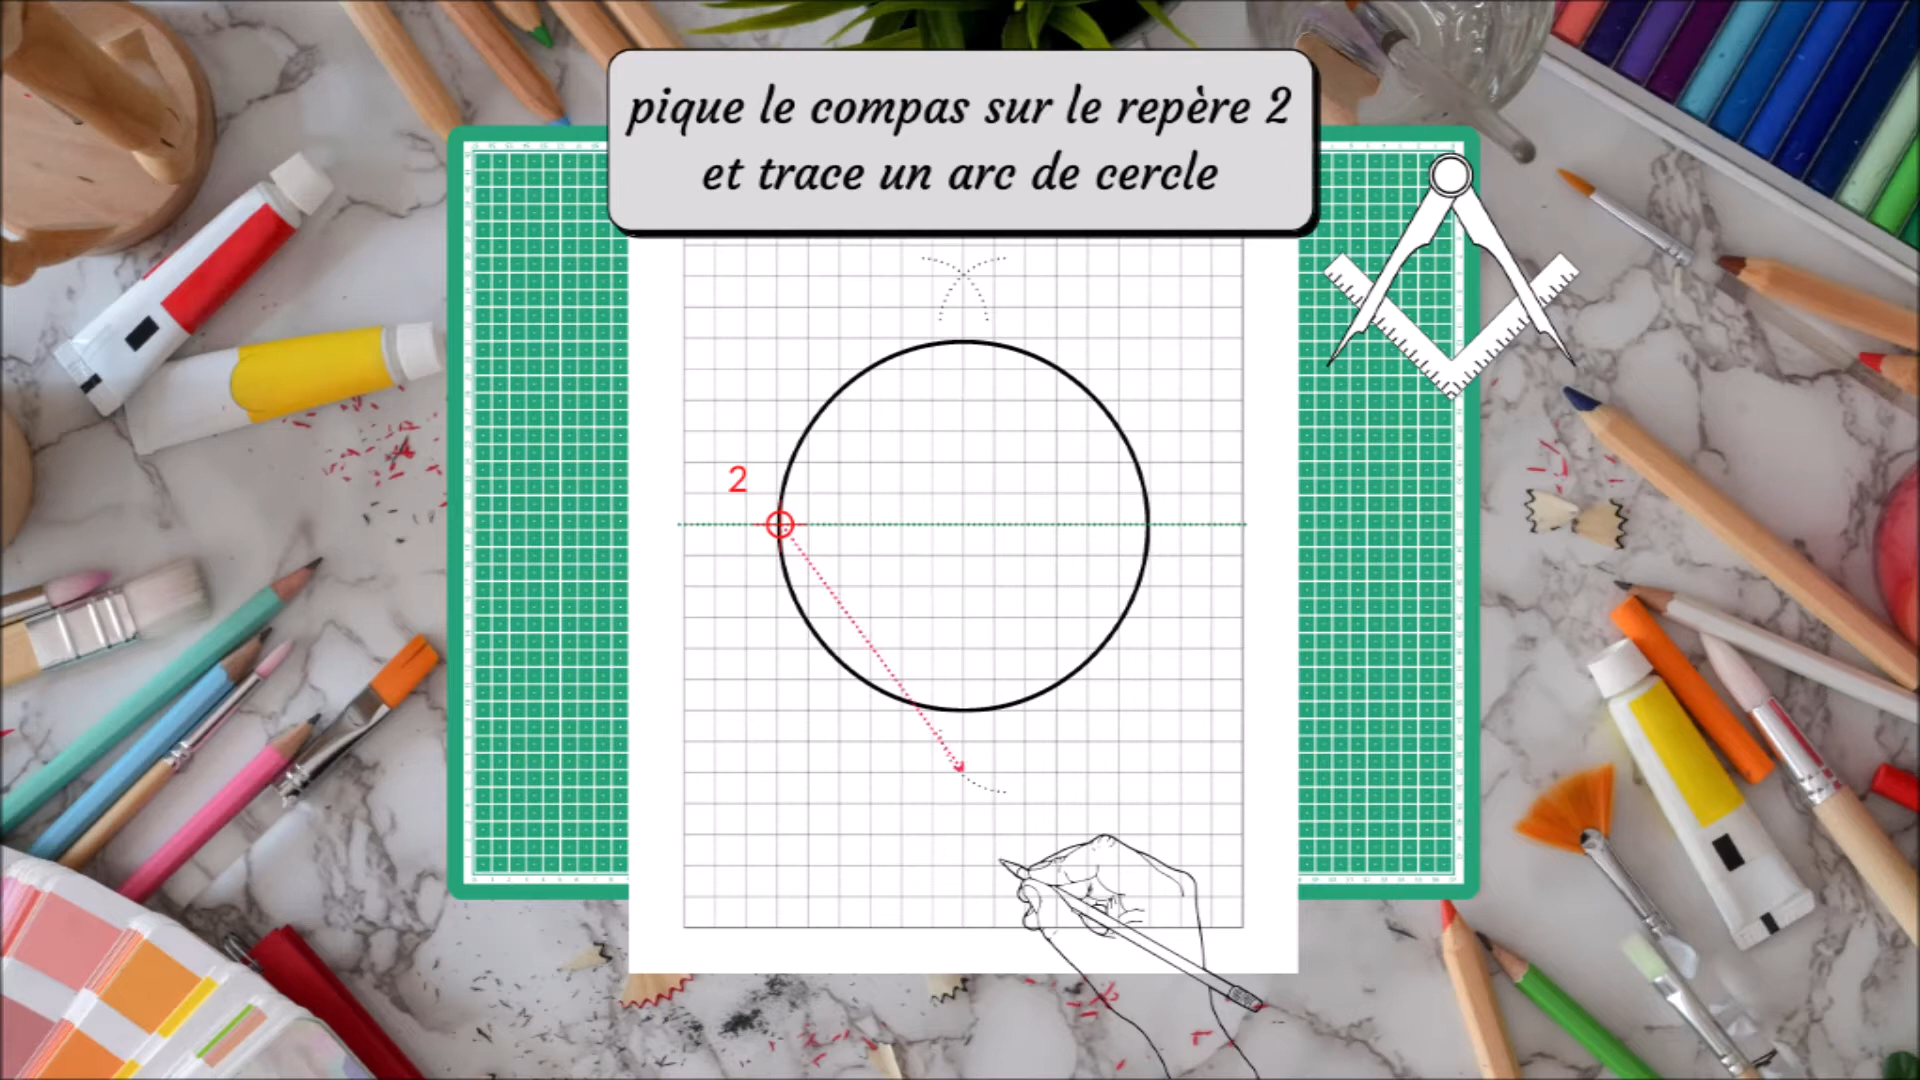 pique le compas sur le repère 2
et trace un arc de cercle
2